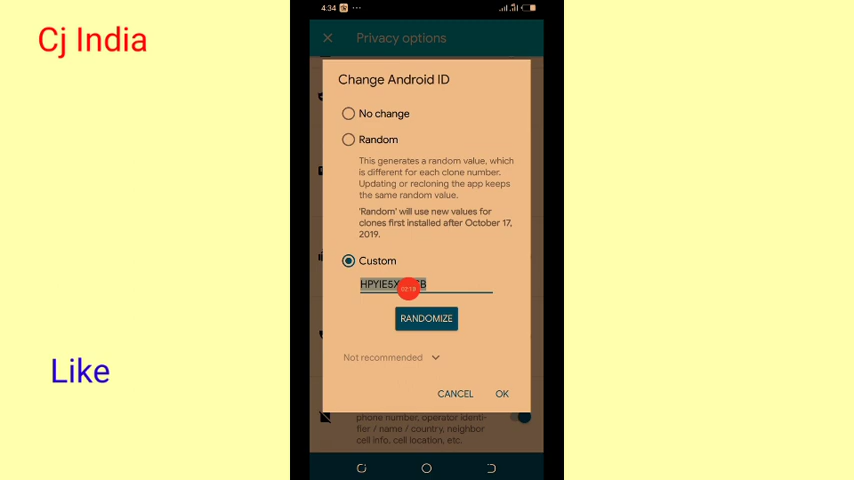 Cj India
Like
4:34
Privacy options
Change Android ID
No change
Random
This generates a random value, which
is different for each clone number.
Updating or recloning the app keeps
the same random value.
'Random' will use new values for
clones first installed after October 17,
2019.
Custom
RANDOMIZE
Not recommended
CANCEL
OK
phone number, operator identi-
fier / name / country, neighbor
cell info, cell location, etc.